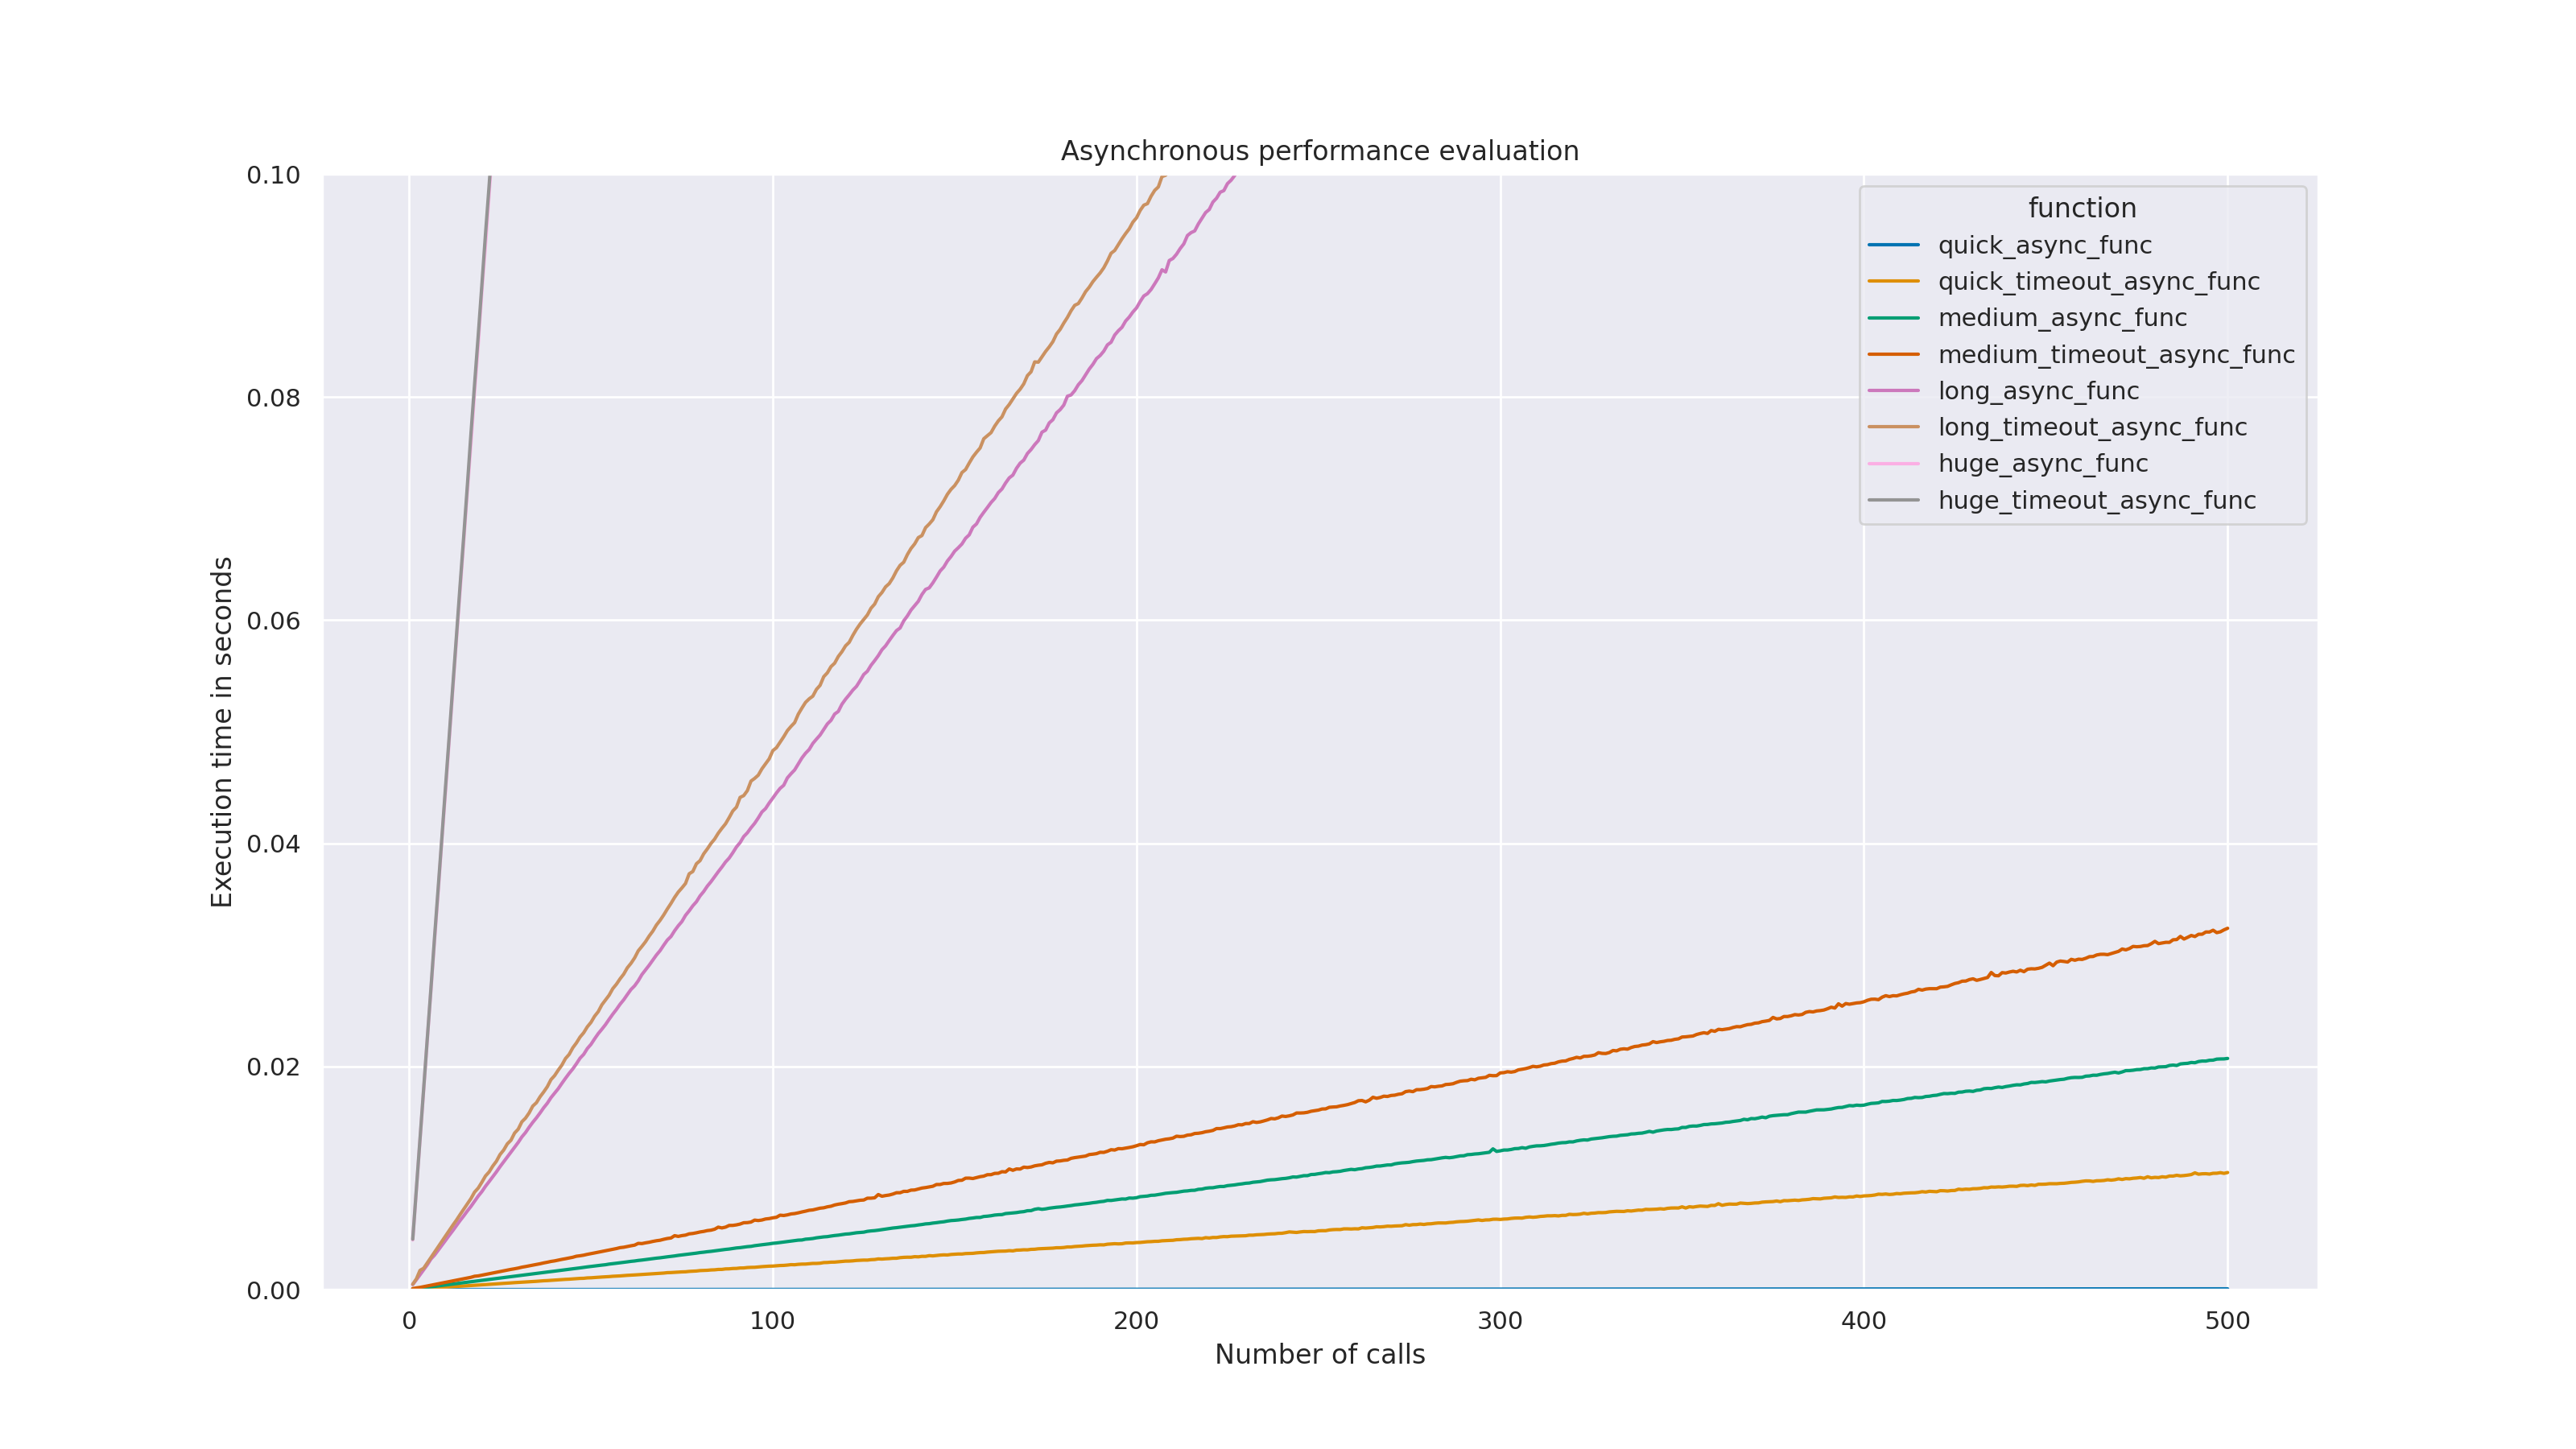 Asynchronous performance evaluation
0.10
0.08
0.06
0.04
0.02
0.00
Execution time in seconds
function
quick_async_func
quick_timeout_async_func
medium_async_func
medium_timeout_async_func
long_async_func
long_timeout_async_func
huge_async_func
huge_timeout_async_func
0 100 200 300 400 500
Number of calls